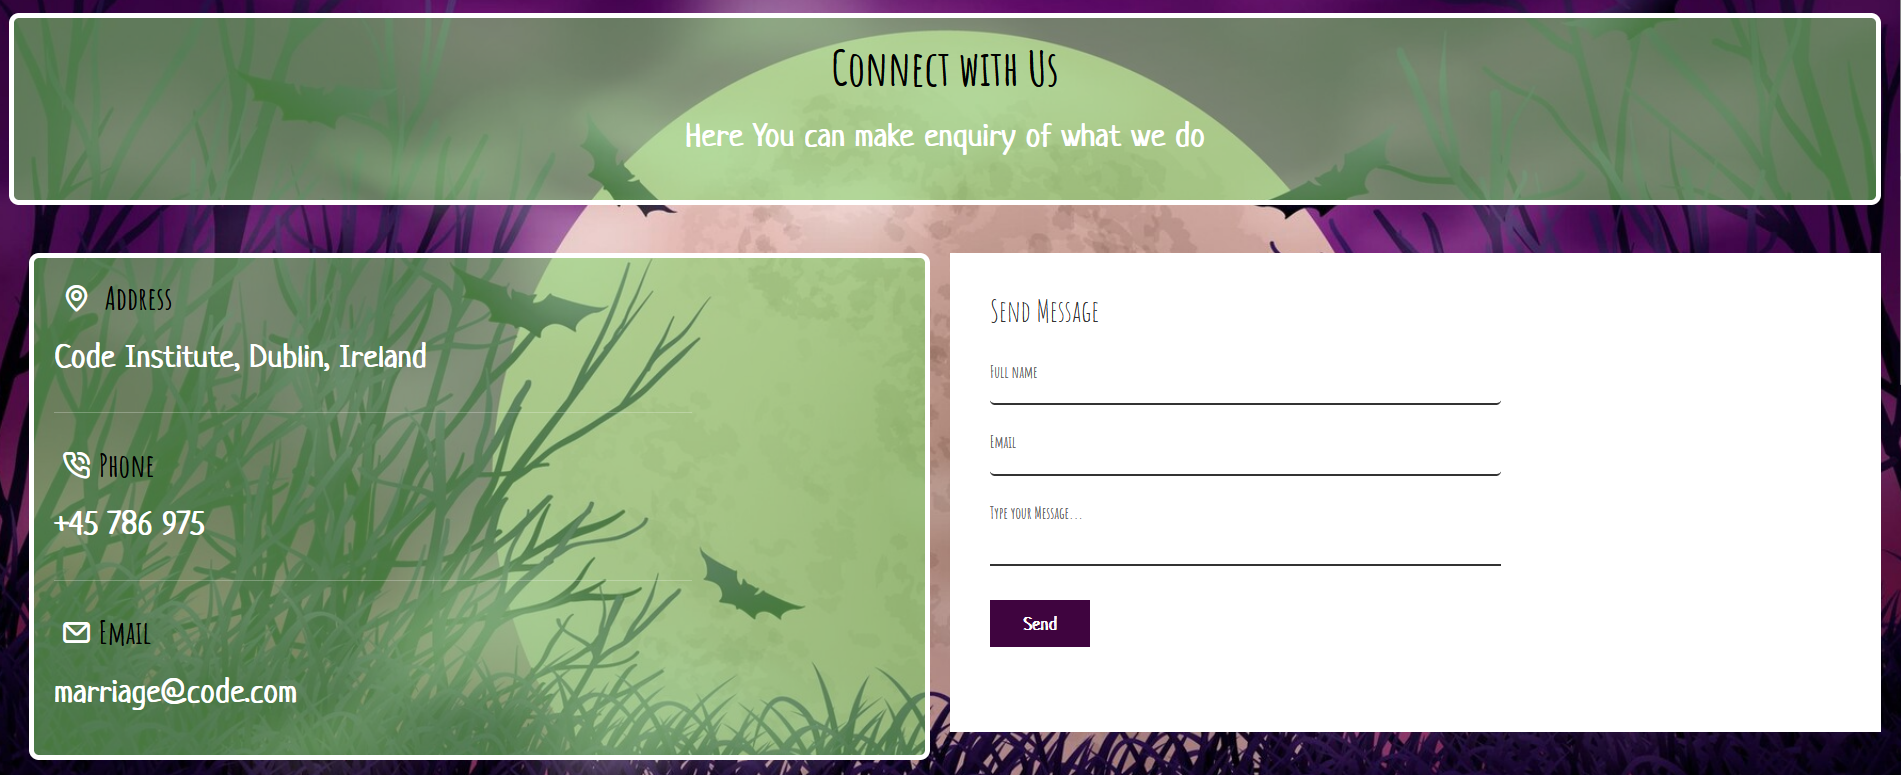 Connect with Us
Here You can make enquiry of what we do
Address
Code Institute, Dublin, Ireland
Phone
+45 786 975
Email
marriage@code.com
Send Message
Full name
Email
Type your Message...
Send